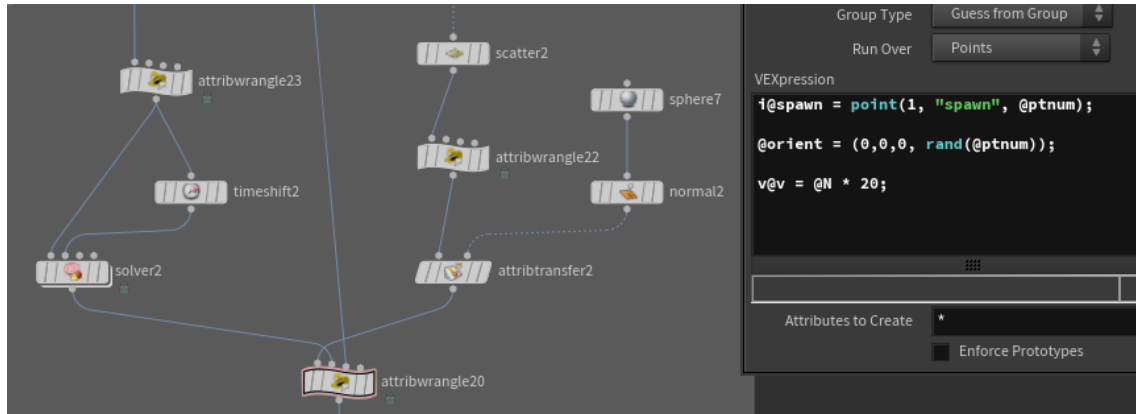 scatter2
attribwrangle23
sphere7
attribwrangle22
timeshift2
normal2
solver2
attribtransfer2
attribwrangle20
Group Type Guess from Group
Run Over Points
VEXpression
i@spawn = point(1, "spawn", @ptnum);
@orient = (0,0,0, rand(@ptnum));
v@v = @N * 20;
Attributes to Create *
Enforce Prototypes